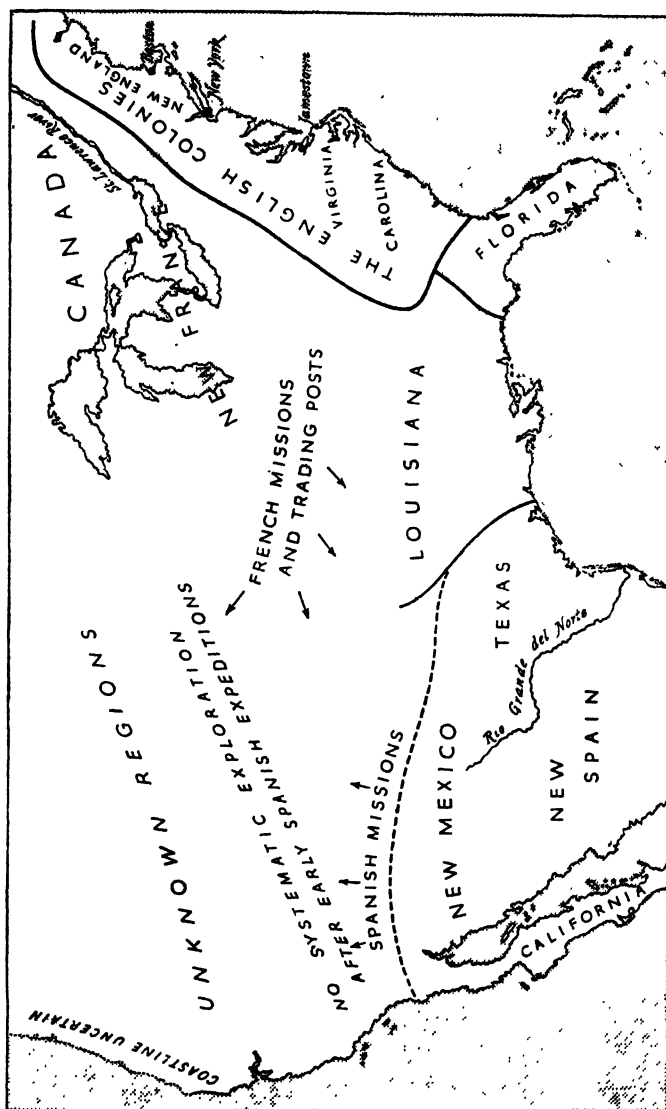 COASTLINE UNCERTAIN
UNKNOWN REGIONS
NO SYSTEMATIC EXPLORATION
AFTER EARLY SPANISH EXPEDITIONS
SPANISH MISSIONS
FRENCH MISSIONS
AND TRADING POSTS
CANADA
St. Lawrence River
NEW FRANCE
THE ENGLISH COLONIES
NEW ENGLAND
Boston
New York
Jamestown
VIRGINIA
CAROLINA
FLORIDA
LOUISIANA
TEXAS
NEW MEXICO
Rio Grande del Norte
NEW
SPAIN
CALIFORNIA